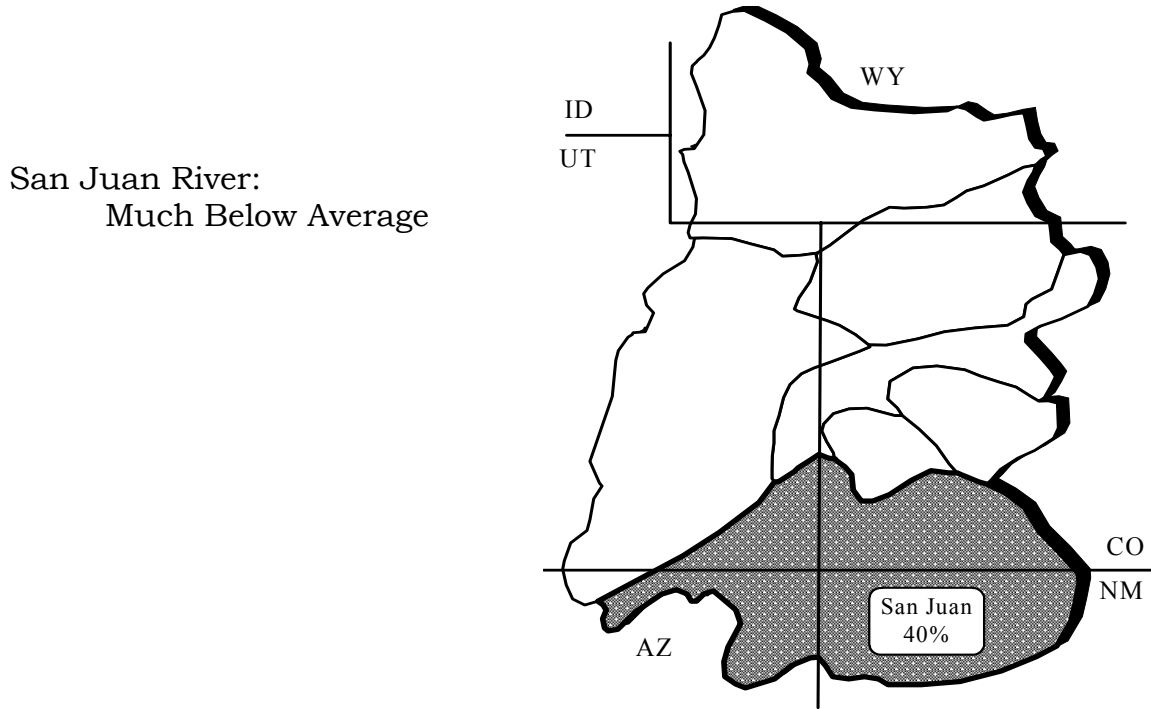 San Juan River:
Much Below Average
WY
ID
UT
CO
NM
San Juan
40%
AZ